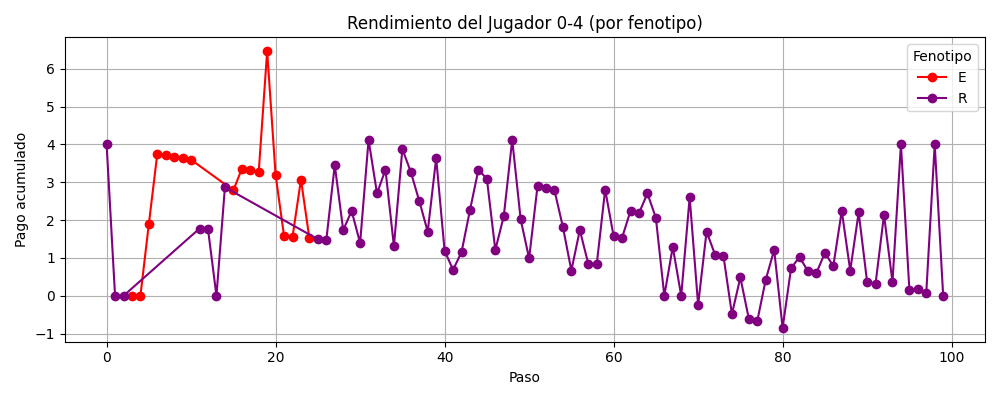 Rendimiento del Jugador 0-4 (por fenotipo)
Pago acumulado
6
5
4
3
2
1
0
−1
0 20 40 60 80 100
Paso
Fenotipo
E
R